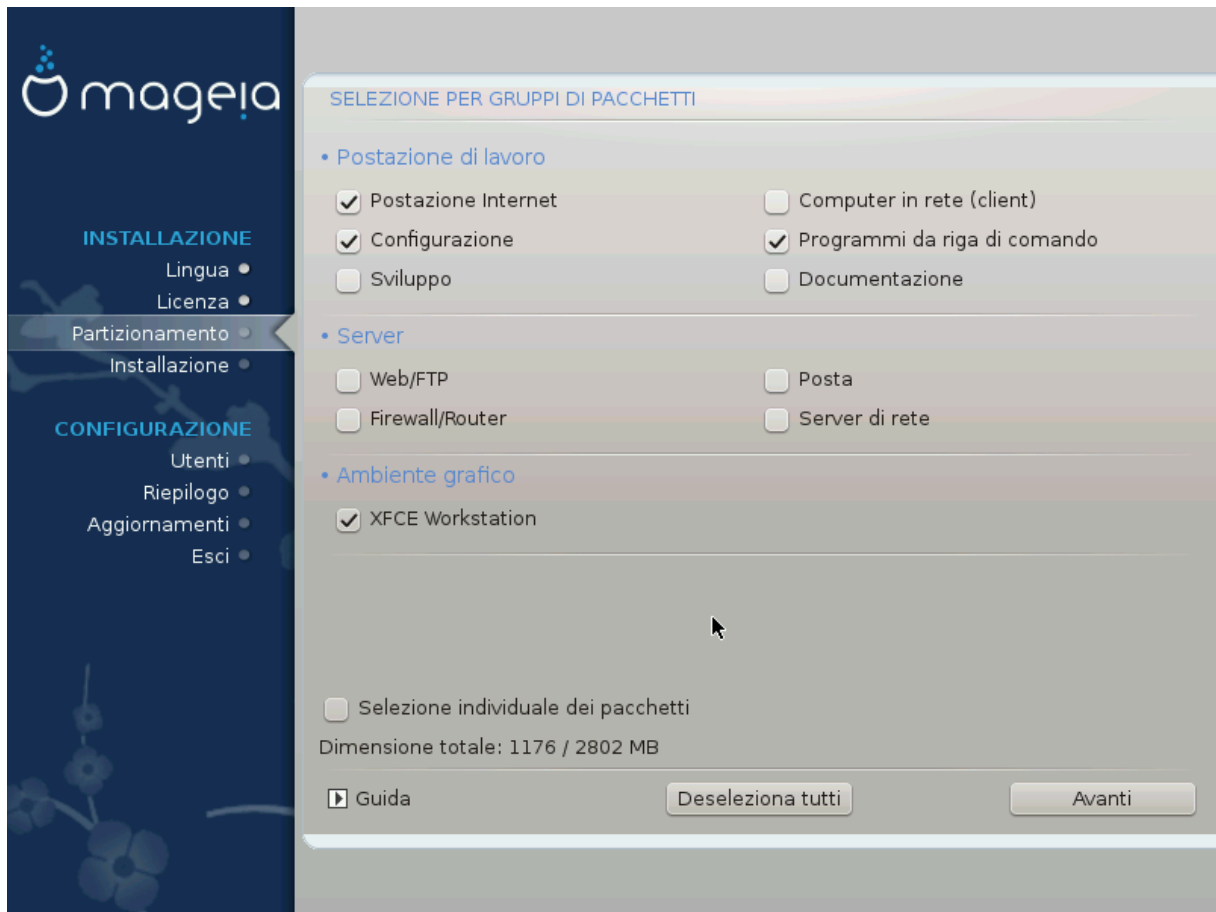 mageia
INSTALLAZIONE
Lingua
Licenza
Partizionamento
Installazione
CONFIGURAZIONE
Utenti
Riepilogo
Aggiornamenti
Esci
SELEZIONE PER GRUPPI DI PACCHETTI
• Postazione di lavoro
Postazione Internet
Computer in rete (client)
Configurazione
Programmi da riga di comando
Sviluppo
Documentazione
• Server
Web/FTP
Posta
Firewall/Router
Server di rete
• Ambiente grafico
XFCE Workstation
Selezione individuale dei pacchetti
Dimensione totale: 1176 / 2802 MB
Guida
Deseleziona tutti
Avanti